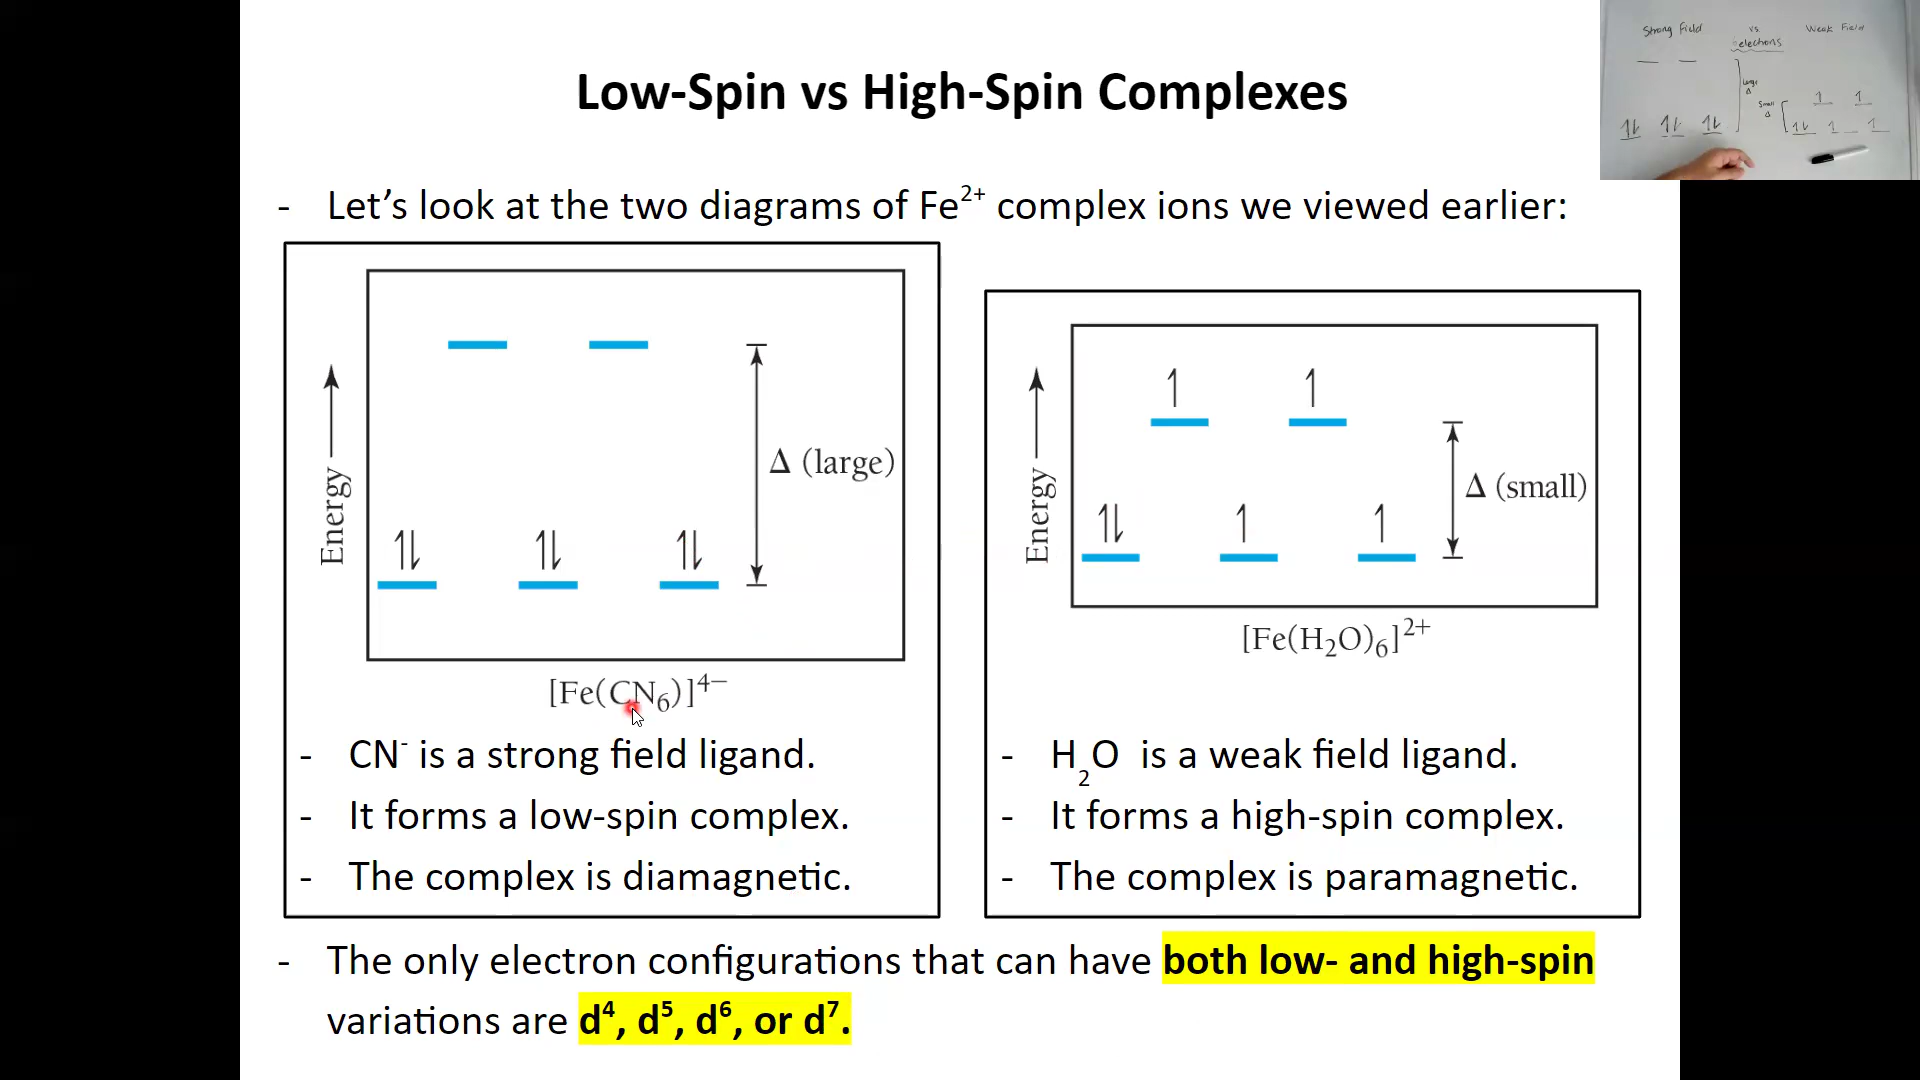 Low-Spin vs High-Spin Complexes
Strong Field vs. Weak Field
electrons
Large
Δ
Small
Δ
- Let’s look at the two diagrams of Fe²⁺ complex ions we viewed earlier:
Energy
Δ (large)
[Fe(CN₆)]⁴⁻
- CN⁻ is a strong field ligand.
- It forms a low-spin complex.
- The complex is diamagnetic.
Energy
Δ (small)
[Fe(H₂O)₆]²⁺
- H₂O is a weak field ligand.
- It forms a high-spin complex.
- The complex is paramagnetic.
- The only electron configurations that can have both low- and high-spin
variations are d⁴, d⁵, d⁶, or d⁷.